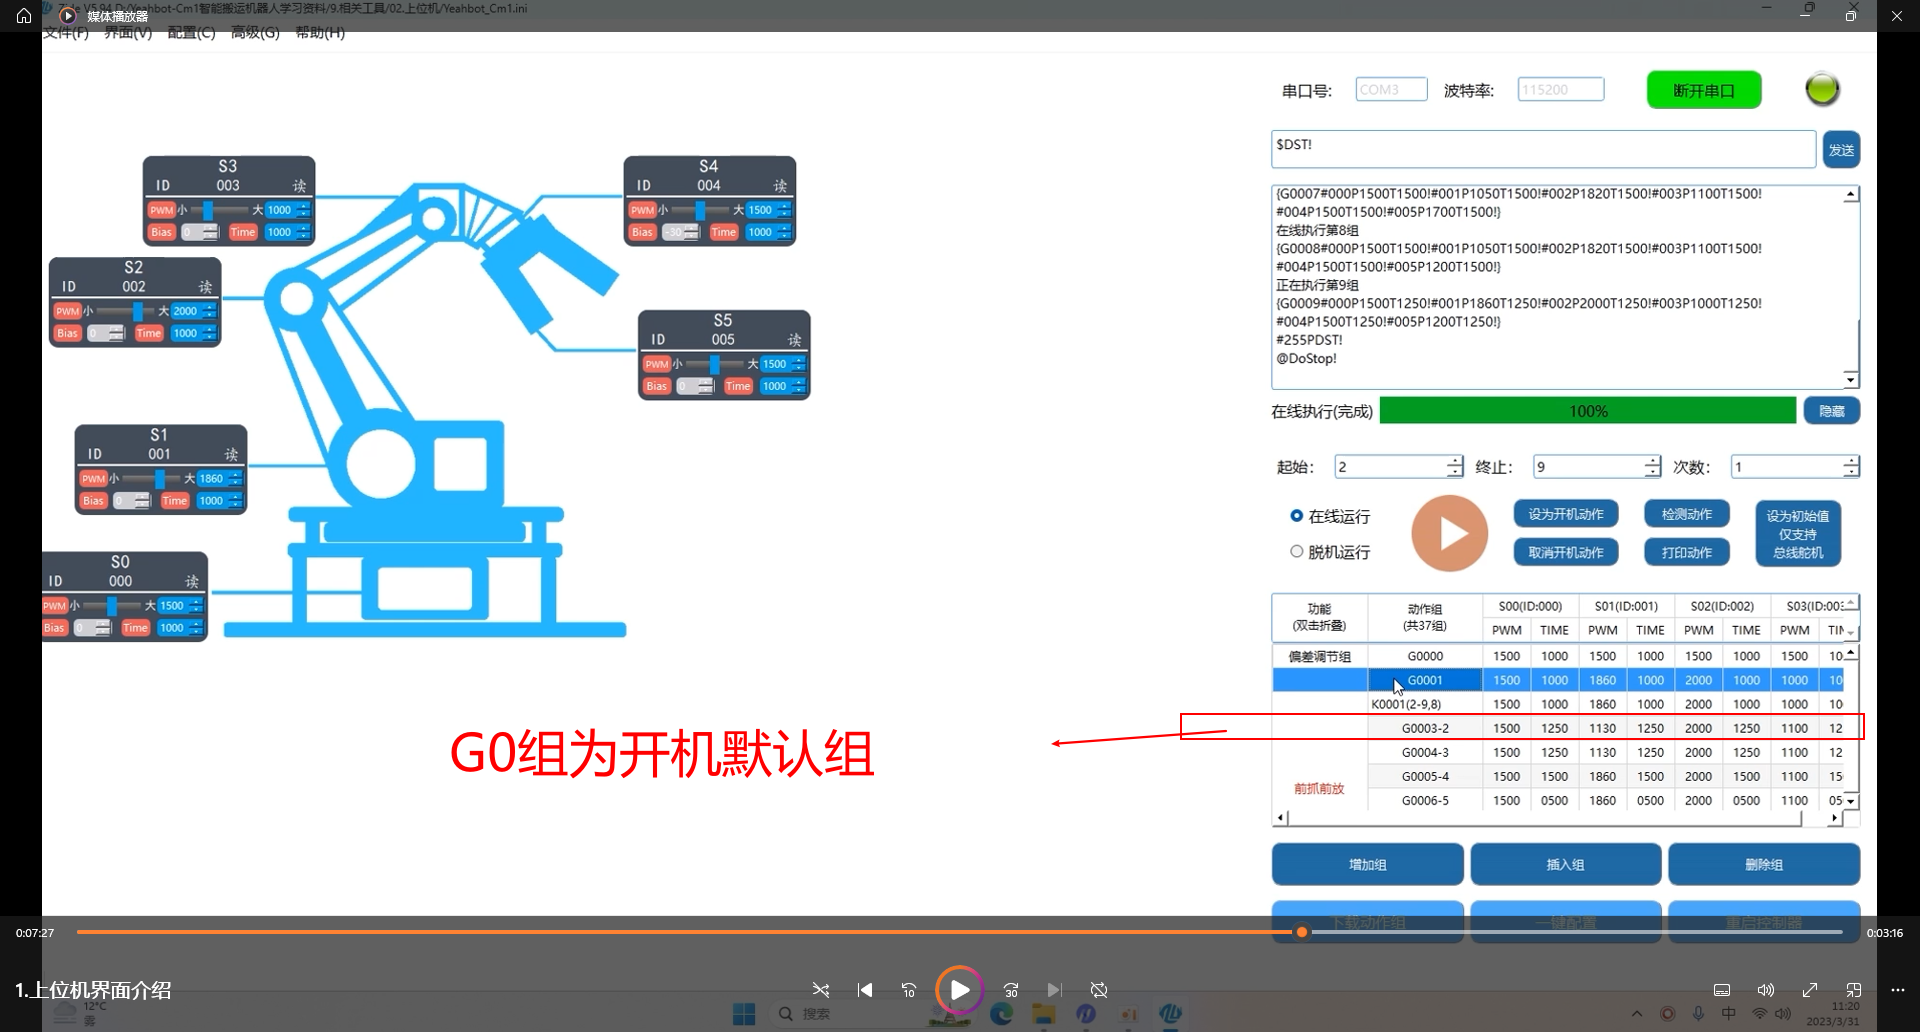 媒体播放器
Zide V5.94 D:/Yeahbot-Cm1智能搬运机器人学习资料/9.相关工具/02.上位机/Yeahbot_Cm1.ini
文件(F) 界面(V) 配置(C) 高级(G) 帮助(H)
串口号: COM3 波特率: 115200 断开串口
$DST! 发送
{G0007#000P1500T1500!#001P1050T1500!#002P1820T1500!#003P1100T1500!
#004P1500T1500!#005P1700T1500!}
在线执行第8组
{G0008#000P1500T1500!#001P1050T1500!#002P1820T1500!#003P1100T1500!
#004P1500T1500!#005P1200T1500!}
正在执行第9组
{G0009#000P1500T1250!#001P1860T1250!#002P2000T1250!#003P1000T1250!
#004P1500T1250!#005P1200T1250!}
#255PDST!
@DoStop!
在线执行(完成) 100% 隐藏
起始: 2 终止: 9 次数: 1
在线运行
脱机运行
设为开机动作 检测动作
取消开机动作 打印动作
设为初始值
仅支持
总线舵机
S3
ID 003 读
PWM 小 大 1000
Bias 0 Time 1000
S4
ID 004 读
PWM 小 大 1500
Bias -30 Time 1000
S2
ID 002 读
PWM 小 大 2000
Bias 0 Time 1000
S5
ID 005 读
PWM 小 大 1500
Bias 0 Time 1000
S1
ID 001 读
PWM 小 大 1860
Bias 0 Time 1000
S0
ID 000 读
PWM 小 大 1500
Bias 0 Time 1000
G0组为开机默认组
功能 动作组 S00(ID:000) S01(ID:001) S02(ID:002) S03(ID:003
(双击折叠) (共37组) PWM TIME PWM TIME PWM TIME PWM TIM
偏差调节组 G0000 1500 1000 1500 1000 1500 1000 1500 10
G0001 1500 1000 1860 1000 2000 1000 1000 10
K0001(2-9,8) 1500 1000 1860 1000 2000 1000 1000 10
G0003-2 1500 1250 1130 1250 2000 1250 1100 12
G0004-3 1500 1250 1130 1250 2000 1250 1100 12
G0005-4 1500 1500 1860 1500 2000 1500 1100 15
前抓前放
G0006-5 1500 0500 1860 0500 2000 0500 1100 05
增加组 插入组 删除组
下载动作组 一键配置 重启控制器
0:07:27 0:03:16
1.上位机界面介绍
10 30
12°C
雾
搜索
中
11:20
2023/3/31